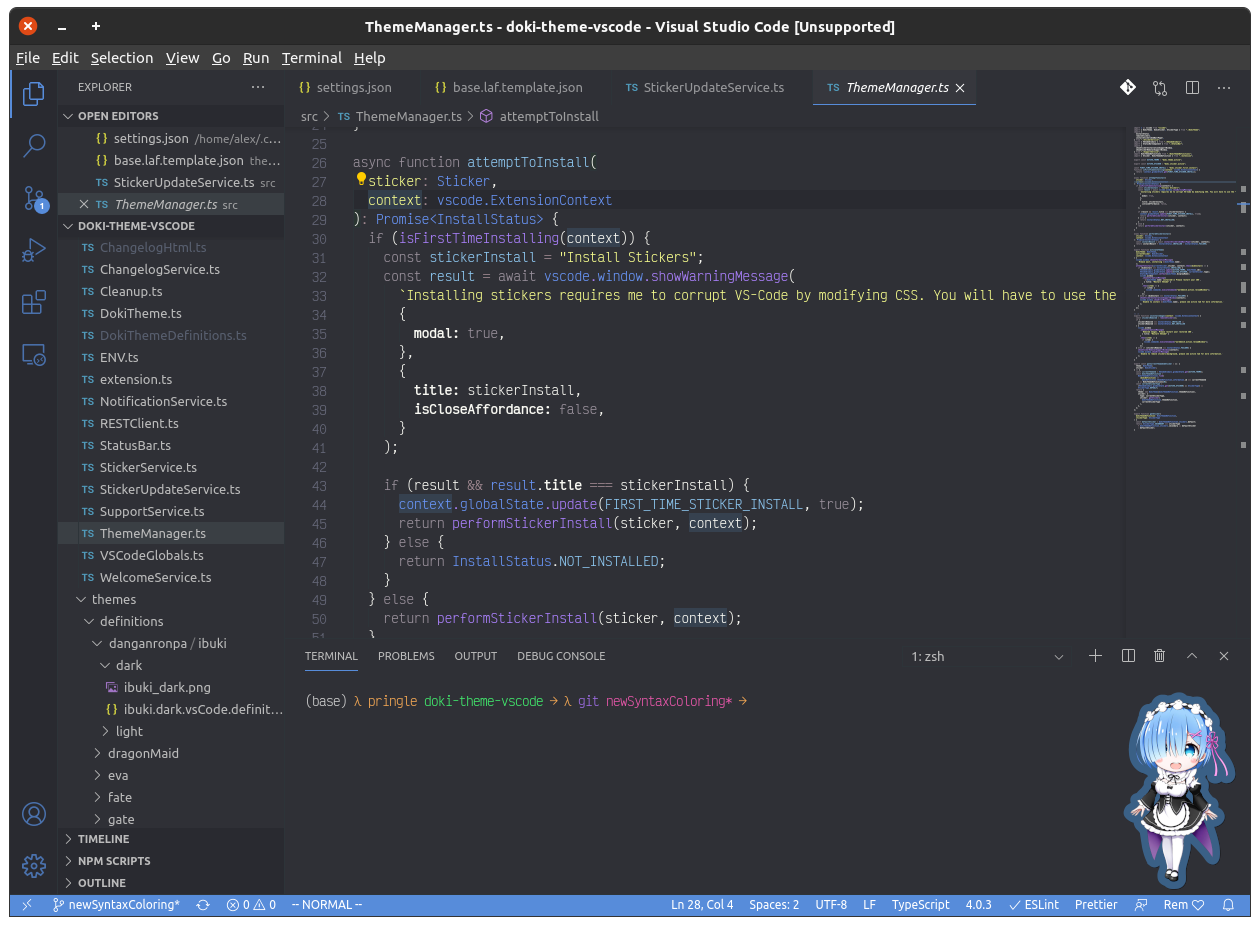 ThemeManager.ts - doki-theme-vscode - Visual Studio Code [Unsupported]
File Edit Selection View Go Run Terminal Help
EXPLORER
OPEN EDITORS
{} settings.json /home/alex/.c...
{} base.laf.template.json the...
TS StickerUpdateService.ts src
TS ThemeManager.ts src
1
DOKI-THEME-VSCODE
TS ChangelogHtml.ts
TS ChangelogService.ts
TS Cleanup.ts
TS DokiTheme.ts
TS DokiThemeDefinitions.ts
TS ENV.ts
TS extension.ts
TS NotificationService.ts
TS RESTClient.ts
TS StatusBar.ts
TS StickerService.ts
TS StickerUpdateService.ts
TS SupportService.ts
TS ThemeManager.ts
TS VSCodeGlobals.ts
TS WelcomeService.ts
themes
definitions
danganronpa / ibuki
dark
ibuki_dark.png
{} ibuki.dark.vsCode.definit...
light
dragonMaid
eva
fate
gate
TIMELINE
NPM SCRIPTS
OUTLINE
{} settings.json {} base.laf.template.json TS StickerUpdateService.ts TS ThemeManager.ts
src > TS ThemeManager.ts > attemptToInstall
24 }
25
26 async function attemptToInstall(
27 sticker: Sticker,
28 context: vscode.ExtensionContext
29 ): Promise<InstallStatus> {
30 if (isFirstTimeInstalling(context)) {
31 const stickerInstall = "Install Stickers";
32 const result = await vscode.window.showWarningMessage(
33 `Installing stickers requires me to corrupt VS-Code by modifying CSS. You will have to use the
34 {
35 modal: true,
36 },
37 {
38 title: stickerInstall,
39 isCloseAffordance: false,
40 }
41 );
42
43 if (result && result.title === stickerInstall) {
44 context.globalState.update(FIRST_TIME_STICKER_INSTALL, true);
45 return performStickerInstall(sticker, context);
46 } else {
47 return InstallStatus.NOT_INSTALLED;
48 }
49 } else {
50 return performStickerInstall(sticker, context);
51 }
TERMINAL PROBLEMS OUTPUT DEBUG CONSOLE 1: zsh
(base) λ pringle doki-theme-vscode → λ git newSyntaxColoring* →
newSyntaxColoring* 0 0 -- NORMAL -- Ln 28, Col 4 Spaces: 2 UTF-8 LF TypeScript 4.0.3 ESLint Prettier Rem ♡